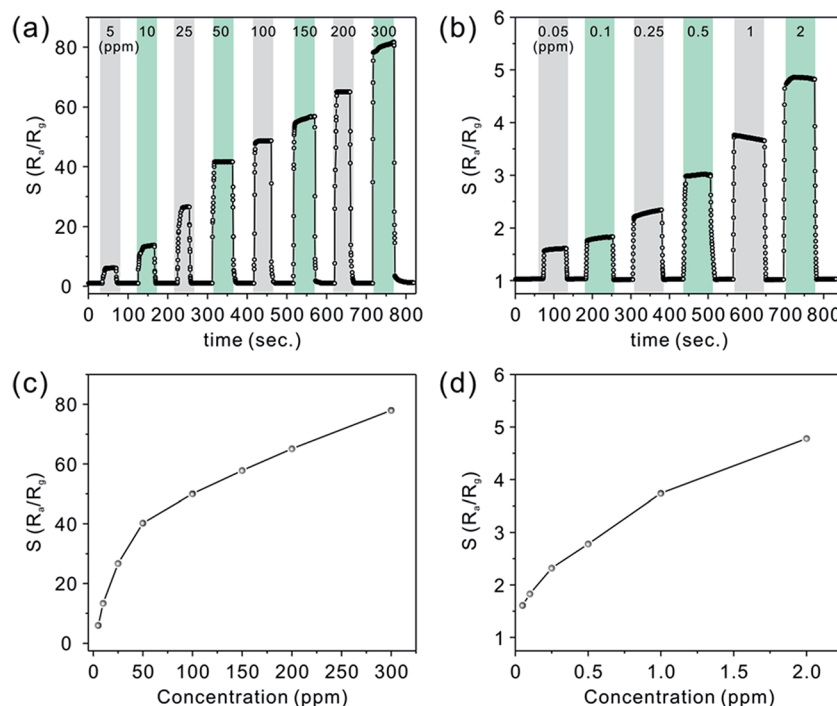 (a)
80
60
40
20
0
S (Ra/Rg)
5 10 25 50 100 150 200 300
(ppm)
0 100 200 300 400 500 600 700 800
time (sec.)
(b)
6
5
4
3
2
1
S (Ra/Rg)
0.05 0.1 0.25 0.5 1 2
(ppm)
0 100 200 300 400 500 600 700 800
time (sec.)
(c)
80
60
40
20
0
S (Ra/Rg)
0 50 100 150 200 250 300
Concentration (ppm)
(d)
6
5
4
3
2
1
S (Ra/Rg)
0.0 0.5 1.0 1.5 2.0
Concentration (ppm)